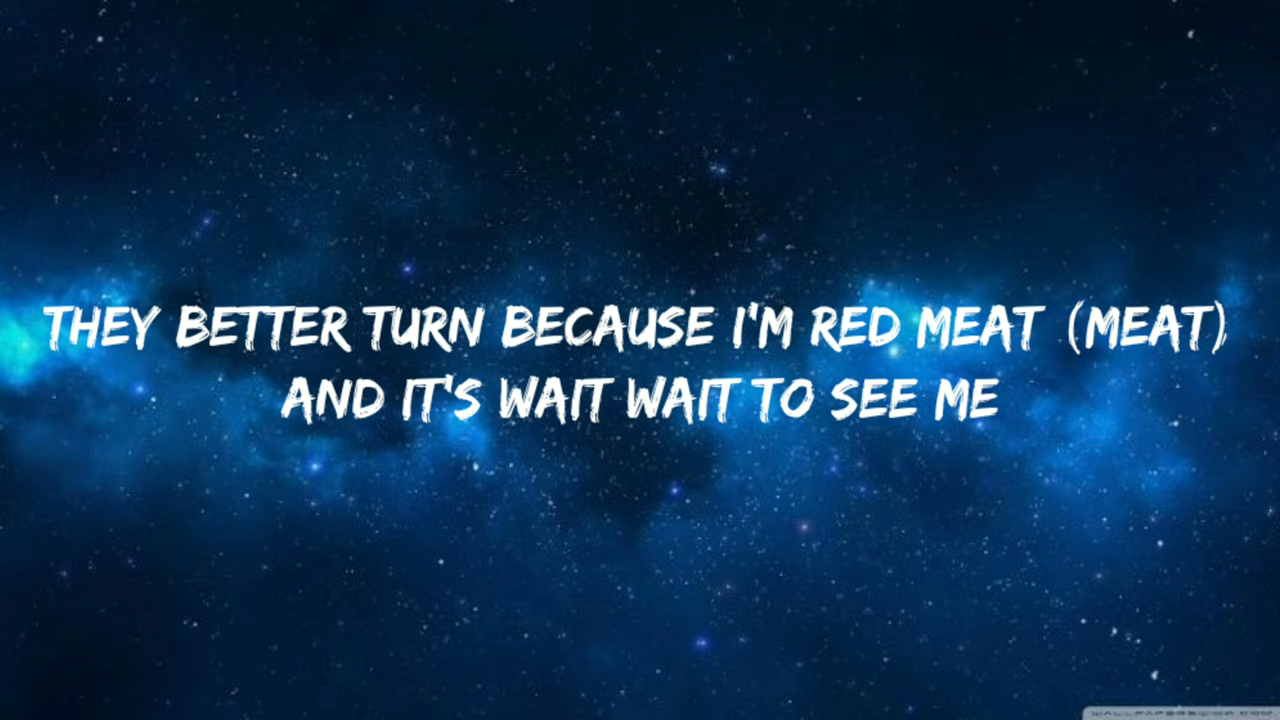 THEY BETTER TURN BECAUSE I'M RED MEAT (MEAT)
AND IT'S WAIT WAIT TO SEE ME